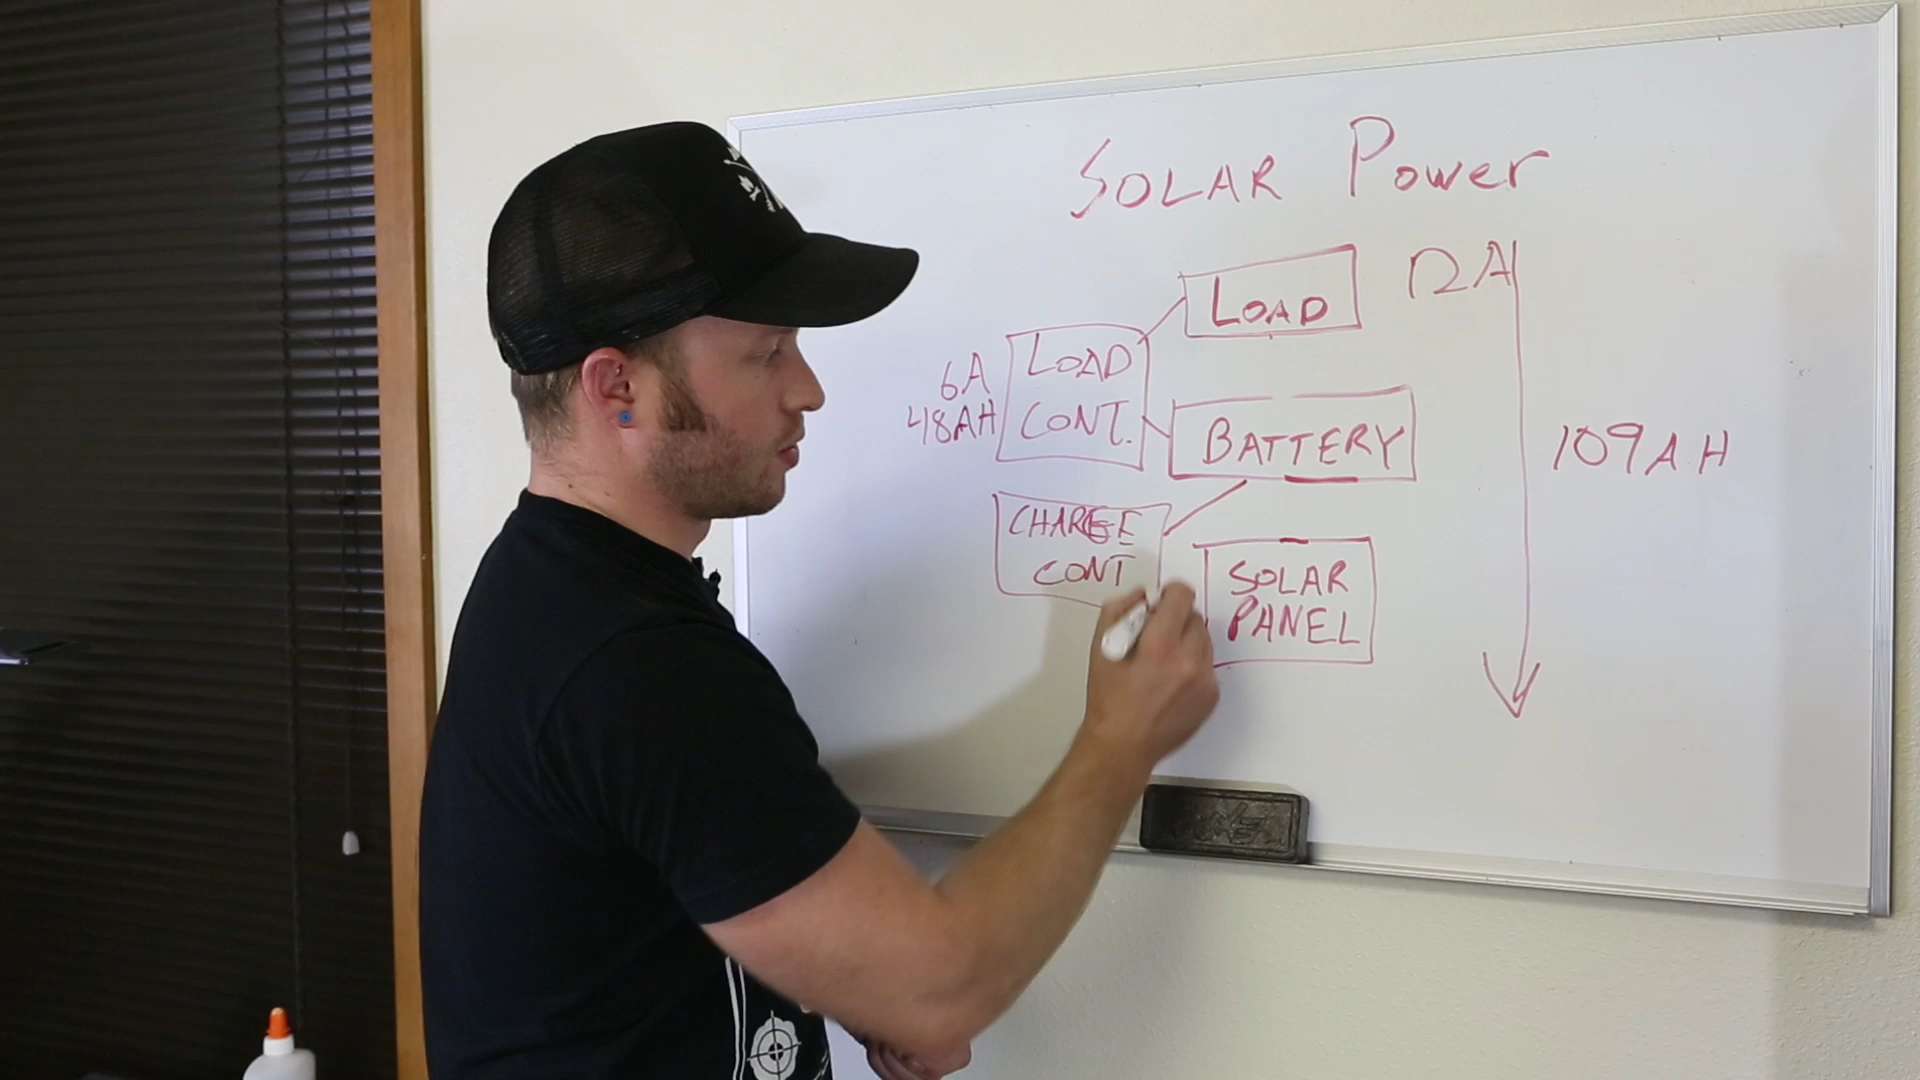 SOLAR POWER
LOAD
12A
LOAD
CONT.
6A
48AH
BATTERY
109AH
CHARGE
CONT
SOLAR
PANEL